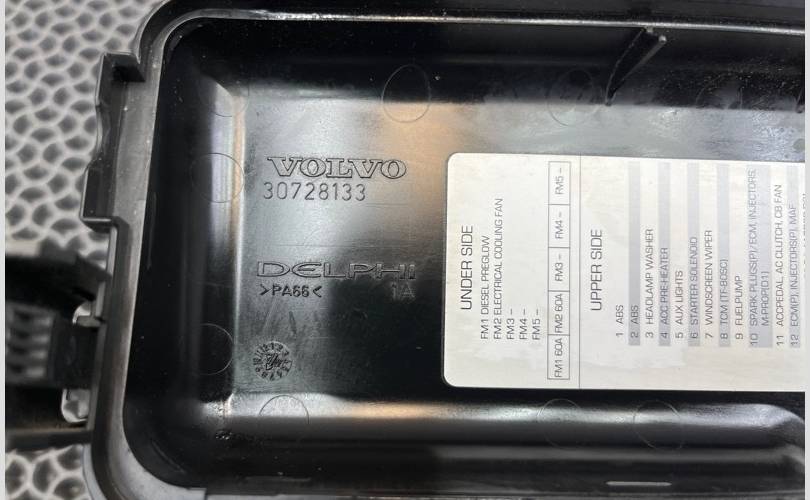 VOLVO
30728133
DELPHI
>PA66<
1A
UNDER SIDE
FM1 DIESEL PREGLOW
FM2 ELECTRICAL COOLING FAN
FM3 –
FM4 –
FM5 –
FM1 60A FM2 60A FM3 – FM4 – FM5 –
UPPER SIDE
1 ABS
2 ABS
3 HEADLAMP WASHER
4 ACC PRE-HEATER
5 AUX LIGHTS
6 STARTER SOLENOID
7 WINDSCREEN WIPER
8 TCM (TF-80SC)
9 FUELPUMP
10 SPARK PLUGS(P)/ ECM, INJECTORS,
M-PROP(D1)
11 ACCPEDAL, AC CLUTCH, CB FAN
12 ECM(P), INJECTORS(P), MAF